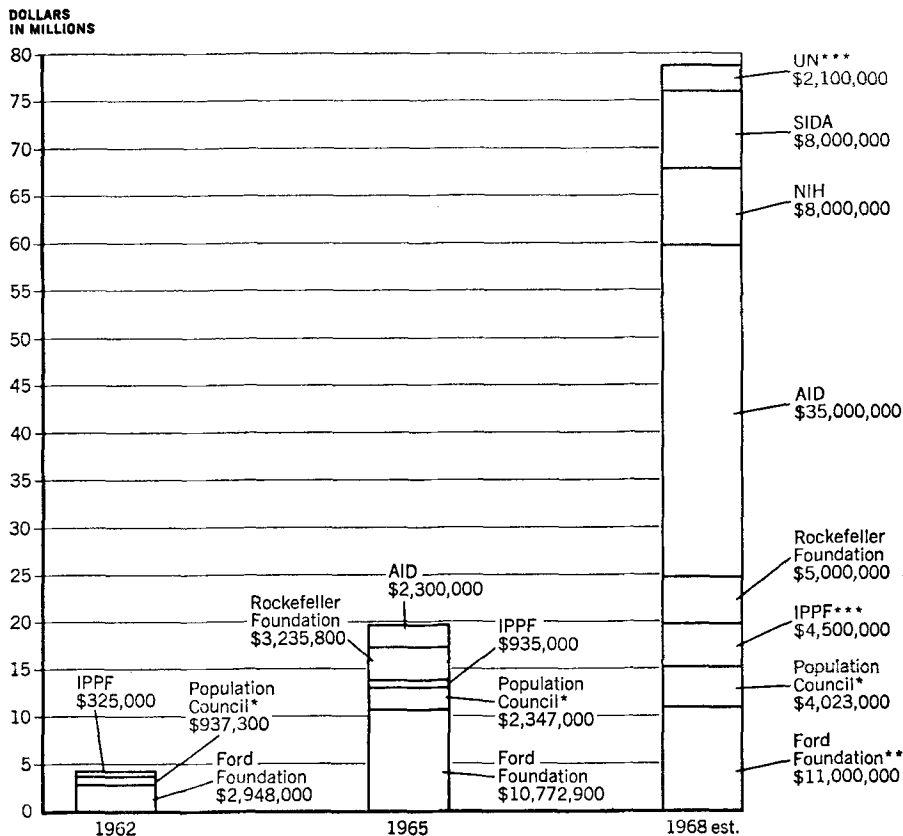 DOLLARS
IN MILLIONS
80
75
70
65
60
55
50
45
40
35
30
25
20
15
10
5
0
IPPF
$325,000
Population
Council*
$937,300
Ford
Foundation
$2,948,000
1962
AID
$2,300,000
Rockefeller
Foundation
$3,235,800
IPPF
$935,000
Population
Council*
$2,347,000
Ford
Foundation
$10,772,900
1965
UN***
$2,100,000
SIDA
$8,000,000
NIH
$8,000,000
AID
$35,000,000
Rockefeller
Foundation
$5,000,000
IPPF***
$4,500,000
Population
Council*
$4,023,000
Ford
Foundation**
$11,000,000
1968 est.